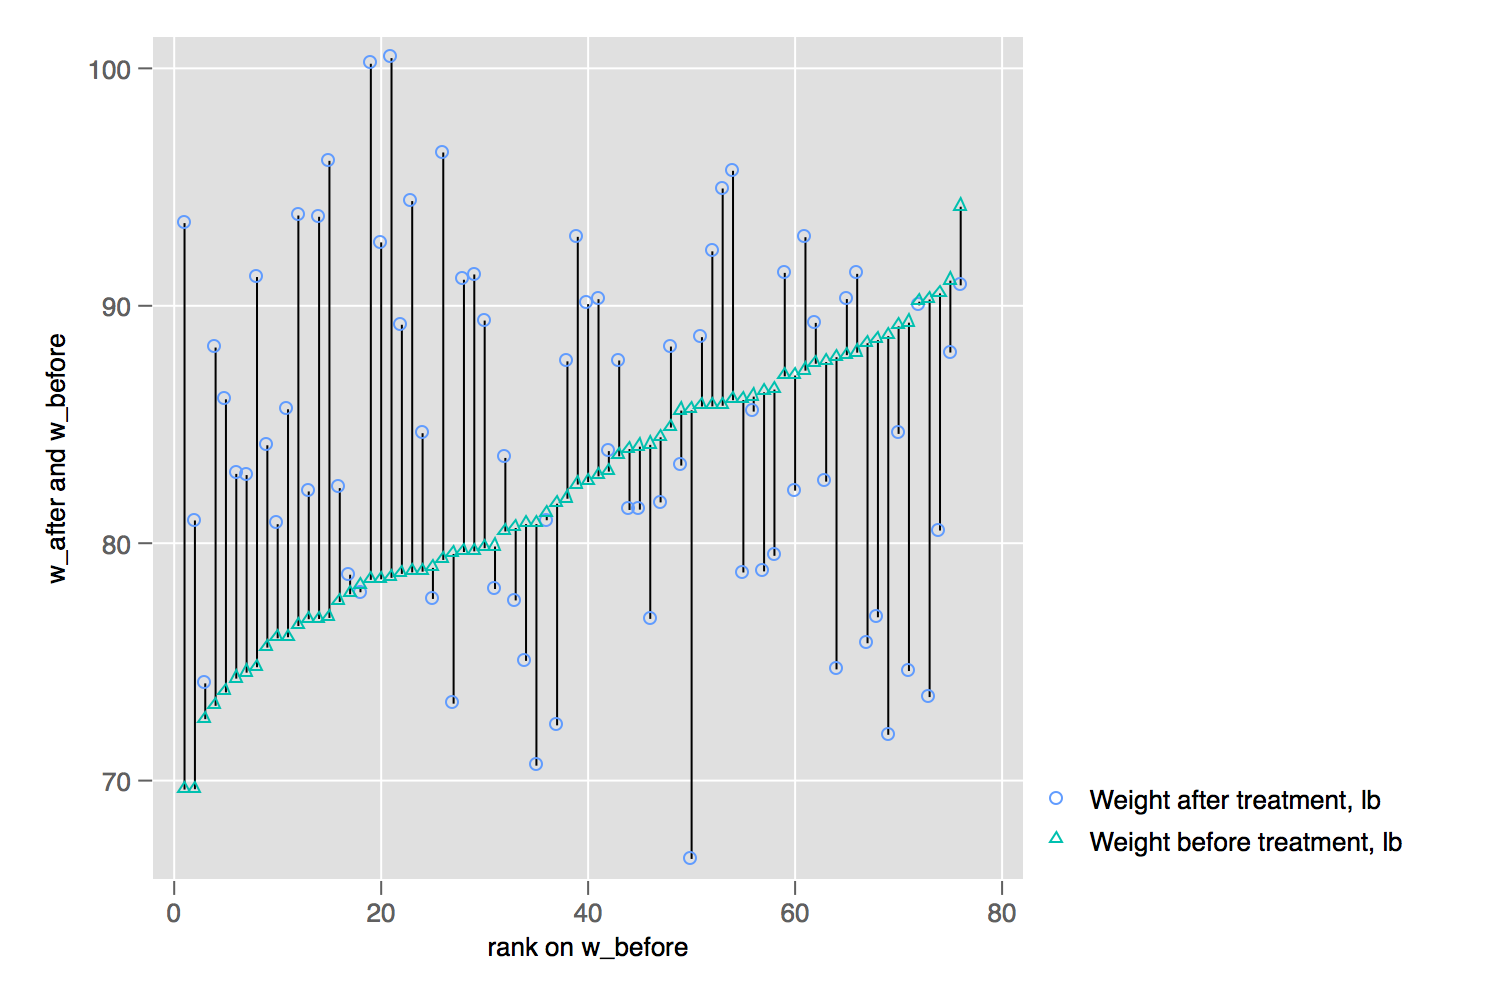 100
90
80
70
w_after and w_before
0 20 40 60 80
rank on w_before
Weight after treatment, lb
Weight before treatment, lb